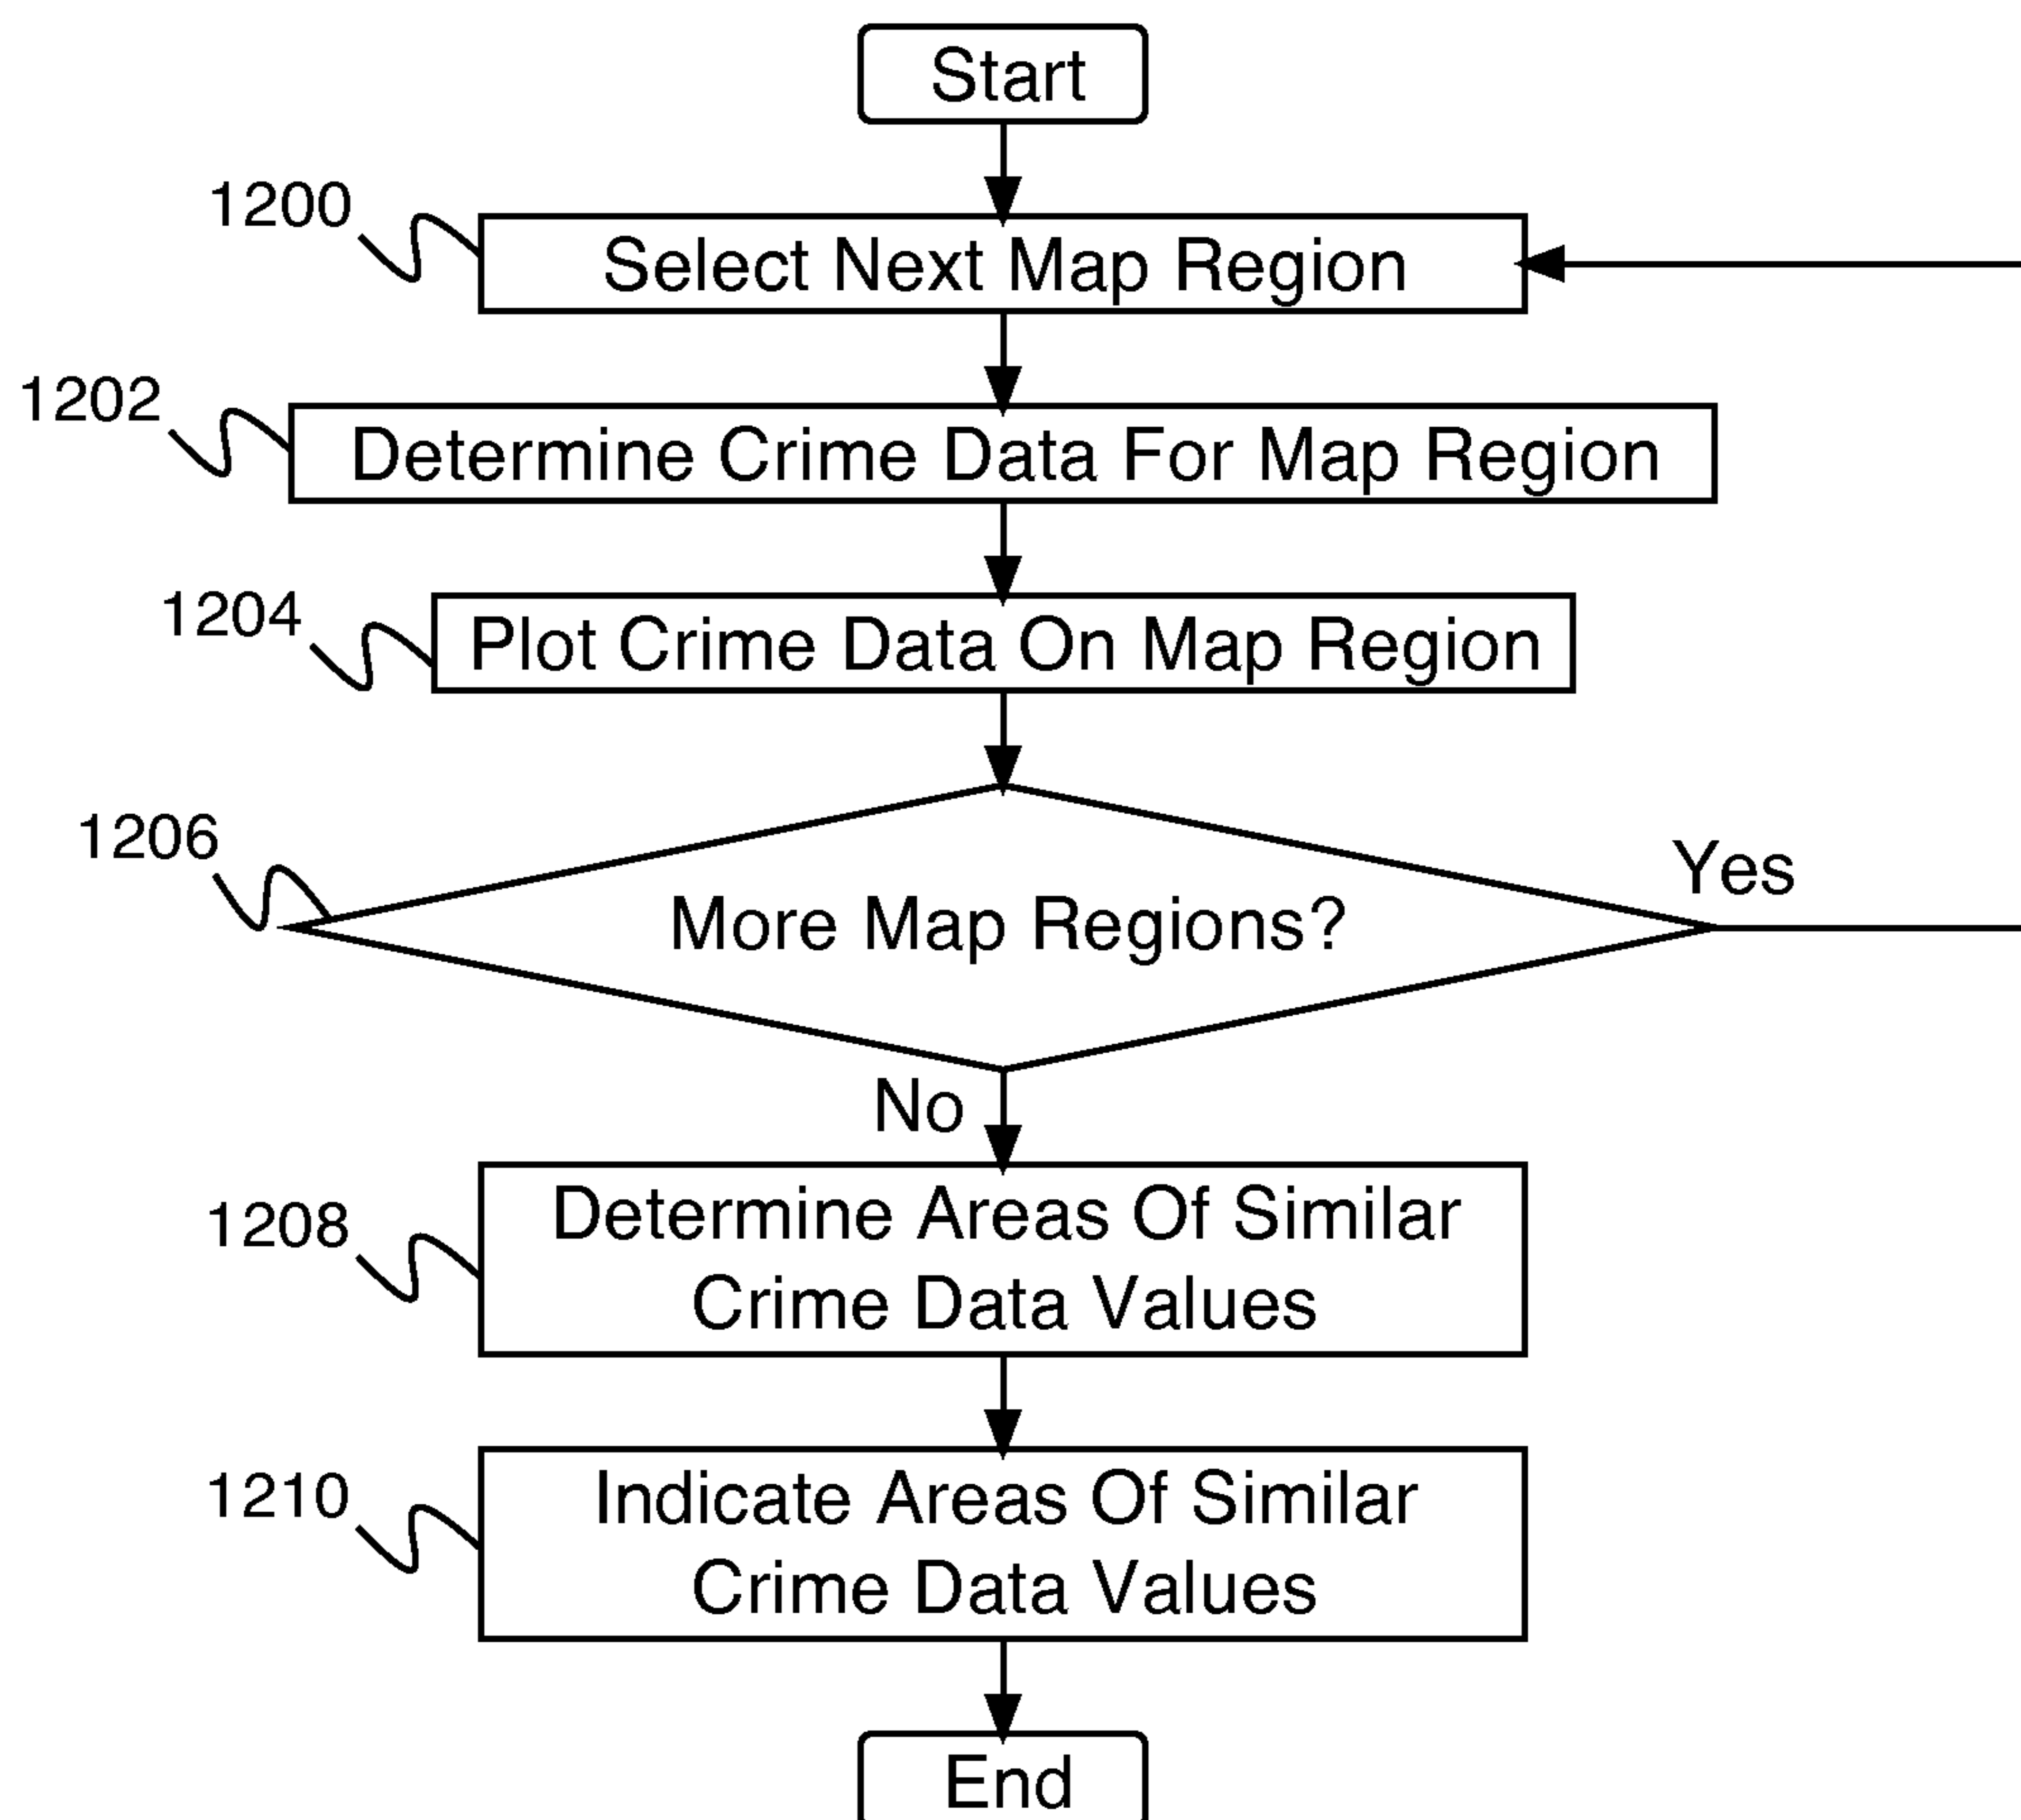 Start
1200
Select Next Map Region
1202
Determine Crime Data For Map Region
1204
Plot Crime Data On Map Region
1206
More Map Regions?
Yes
No
1208
Determine Areas Of Similar
Crime Data Values
1210
Indicate Areas Of Similar
Crime Data Values
End